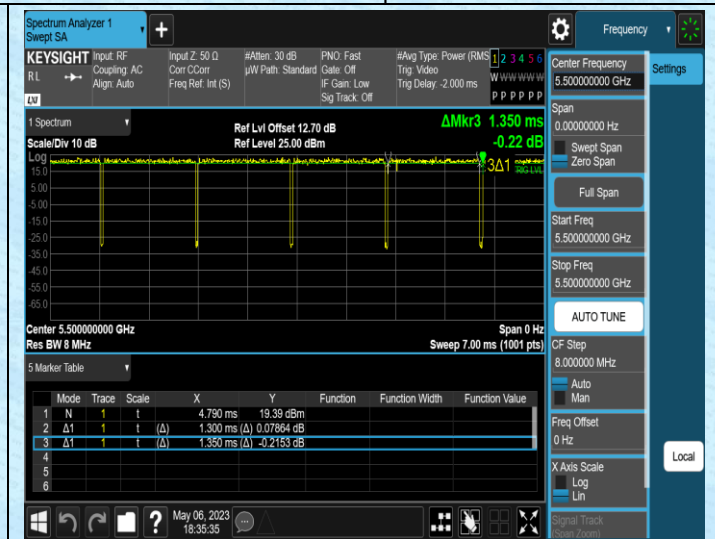 Spectrum Analyzer 1
Swept SA
+
Frequency
KEYSIGHT
Input: RF
Coupling: AC
Align: Auto
Input Z: 50 Ω
Corr CCorr
Freq Ref: Int (S)
#Atten: 30 dB
µW Path: Standard
PNO: Fast
Gate: Off
IF Gain: Low
Sig Track: Off
#Avg Type: Power (RMS
Trig: Video
Trig Delay: -2.000 ms
1 2 3 4 5 6
W W W W W W
P P P P P P
RL
LXI
1 Spectrum
Scale/Div 10 dB
Ref Lvl Offset 12.70 dB
Ref Level 25.00 dBm
ΔMkr3 1.350 ms
-0.22 dB
Log
15.0
5.00
-5.00
-15.0
-25.0
-35.0
-45.0
-55.0
-65.0
3Δ1
TRIG LVL
Center 5.500000000 GHz
Res BW 8 MHz
Span 0 Hz
Sweep 7.00 ms (1001 pts)
5 Marker Table
Mode Trace Scale X Y Function Function Width Function Value
1 N 1 t 4.790 ms 19.39 dBm
2 Δ1 1 t (Δ) 1.300 ms (Δ) 0.07864 dB
3 Δ1 1 t (Δ) 1.350 ms (Δ) -0.2153 dB
4
5
6
?
May 06, 2023
18:35:35
Center Frequency
5.500000000 GHz
Span
0.00000000 Hz
Swept Span
Zero Span
Full Span
Start Freq
5.500000000 GHz
Stop Freq
5.500000000 GHz
AUTO TUNE
CF Step
8.000000 MHz
Auto
Man
Freq Offset
0 Hz
X Axis Scale
Log
Lin
Signal Track
(Span Zoom)
Settings
Local